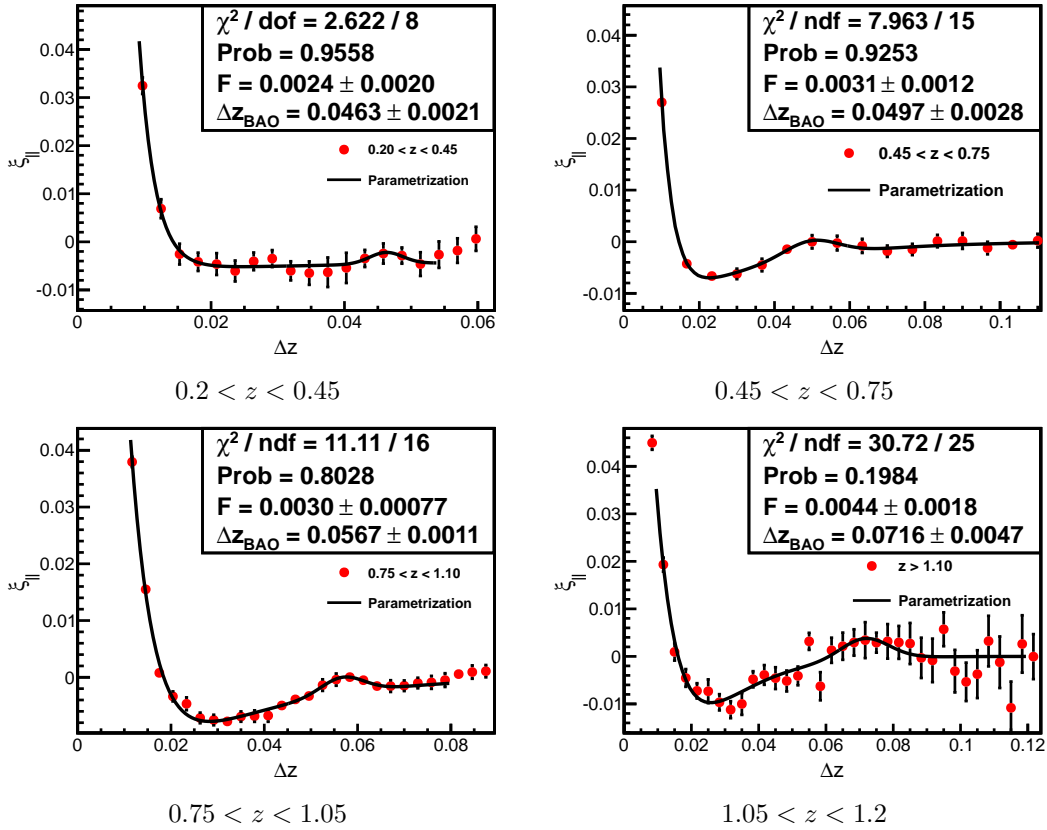 χ² / dof = 2.622 / 8
Prob = 0.9558
F = 0.0024 ± 0.0020
Δz_BAO = 0.0463 ± 0.0021
0.20 < z < 0.45
Parametrization
ξ_||
0.04
0.03
0.02
0.01
0
-0.01
0 0.02 0.04 0.06
Δz
0.2 < z < 0.45
χ² / ndf = 7.963 / 15
Prob = 0.9253
F = 0.0031 ± 0.0012
Δz_BAO = 0.0497 ± 0.0028
0.45 < z < 0.75
Parametrization
ξ_||
0.04
0.03
0.02
0.01
0
-0.01
0 0.02 0.04 0.06 0.08 0.1
Δz
0.45 < z < 0.75
χ² / ndf = 11.11 / 16
Prob = 0.8028
F = 0.0030 ± 0.00077
Δz_BAO = 0.0567 ± 0.0011
0.75 < z < 1.10
Parametrization
ξ_||
0.04
0.03
0.02
0.01
0
0 0.02 0.04 0.06 0.08
Δz
0.75 < z < 1.05
χ² / ndf = 30.72 / 25
Prob = 0.1984
F = 0.0044 ± 0.0018
Δz_BAO = 0.0716 ± 0.0047
z > 1.10
Parametrization
ξ_||
0.04
0.03
0.02
0.01
0
-0.01
0 0.02 0.04 0.06 0.08 0.1 0.12
Δz
1.05 < z < 1.2